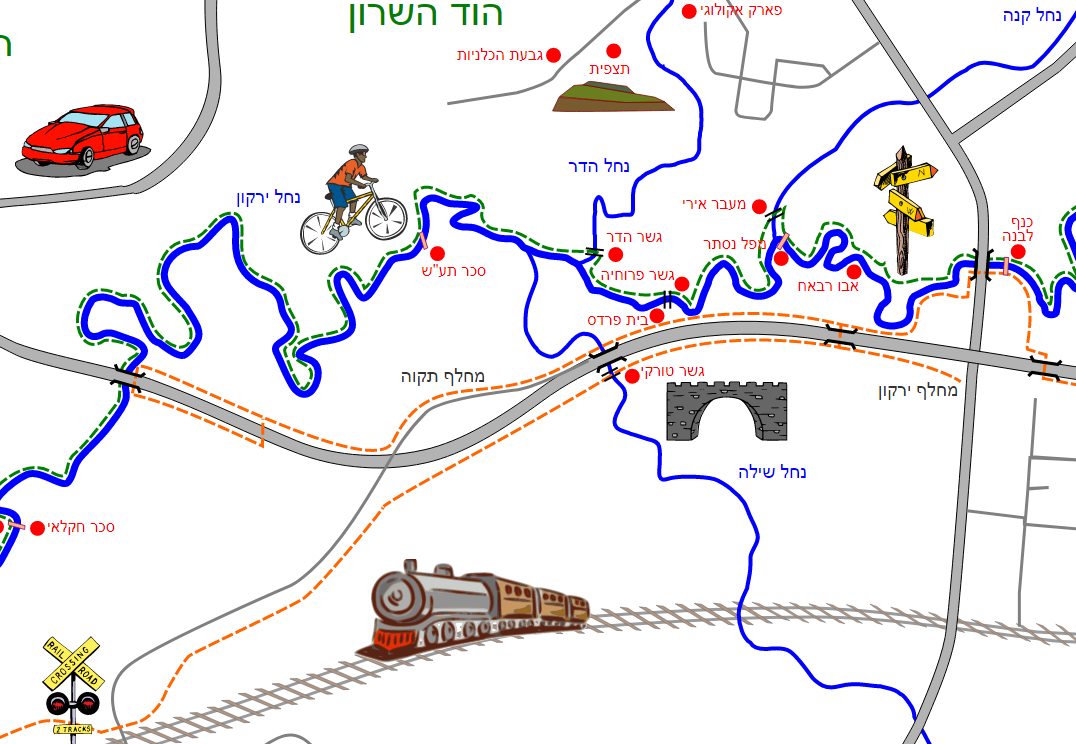 הוד השרון
פארק אקולוגי
נחל קנה
גבעת הכלניות
תצפית
נחל הדר
נחל ירקון
מעבר אירי
N
W
כנף
לבנה
גשר הדר
מפל נסתר
סכר תע"ש
גשר פרוחיה
אבו רבאח
בית פרדס
גשר טורקי
מחלף תקוה
מחלף ירקון
נחל שילה
סכר חקלאי
RAIL ROAD
CROSSING
2 TRACKS